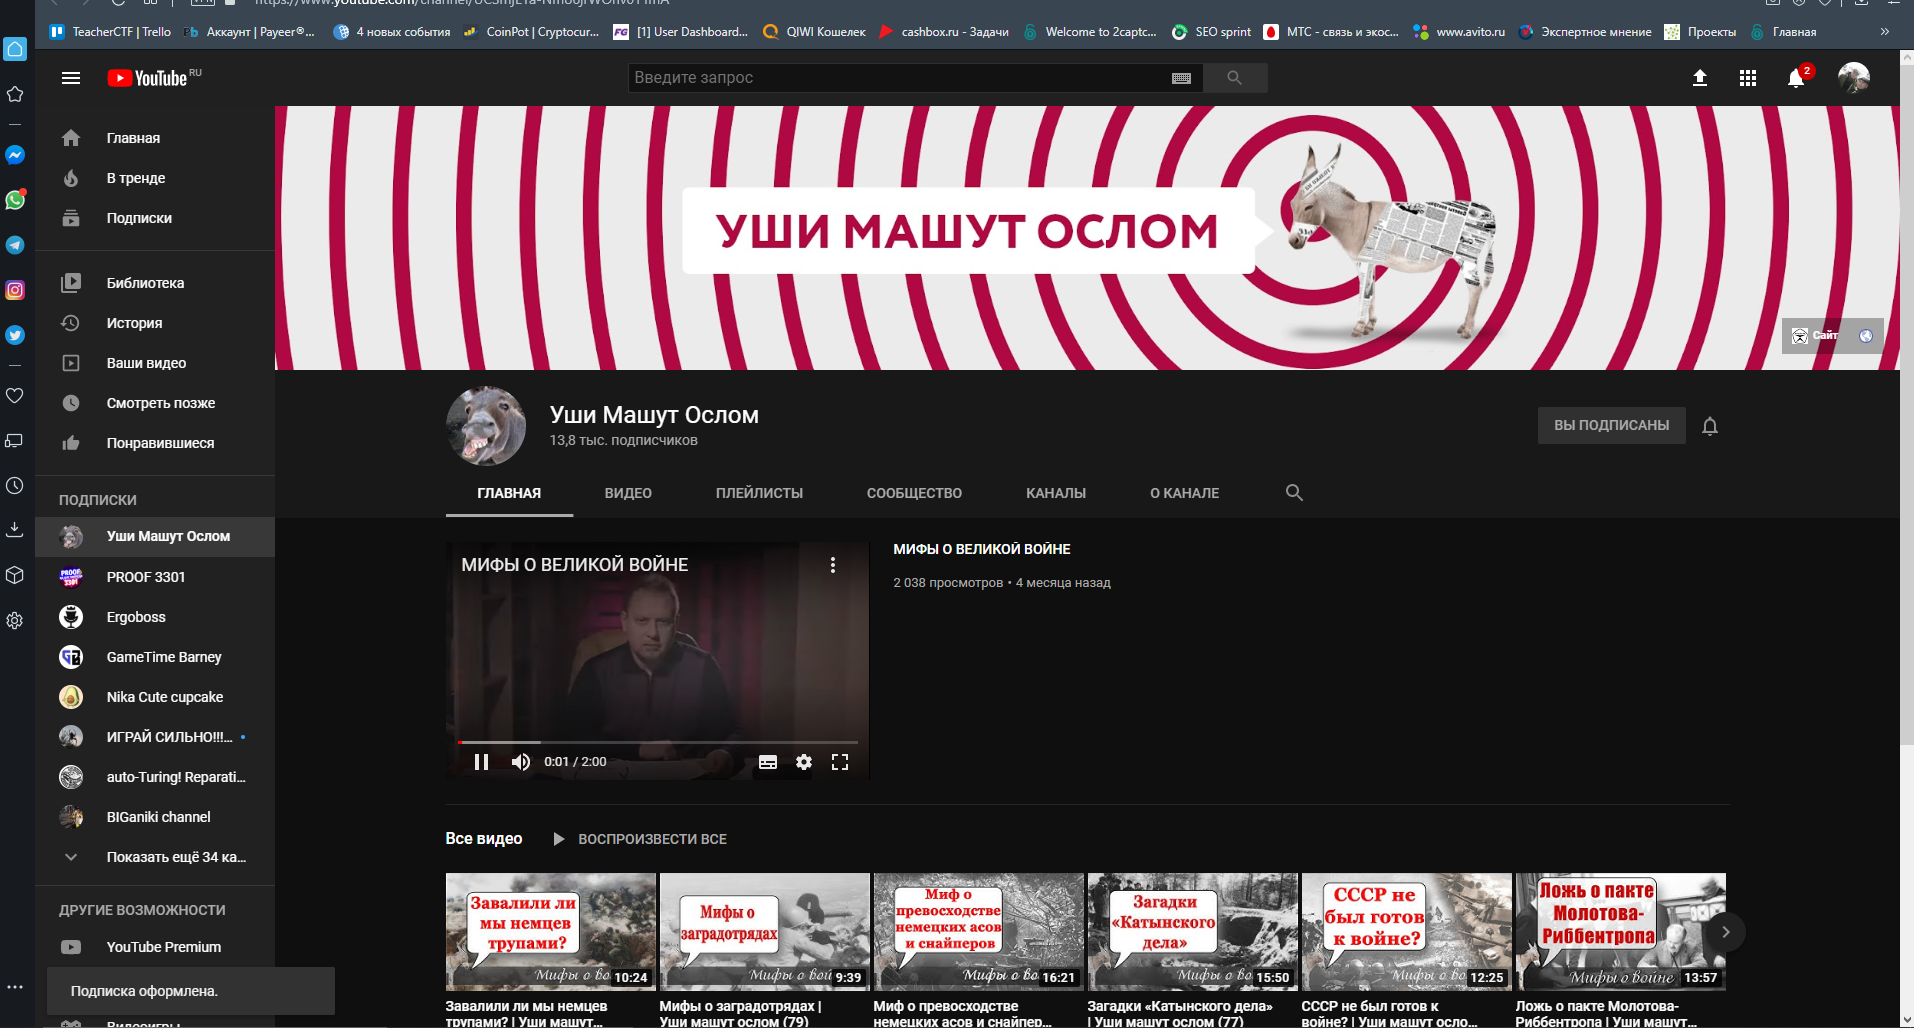 TeacherCTF | Trello
Аккаунт | Payeer®...
4 новых события
CoinPot | Cryptocur...
[1] User Dashboard...
QIWI Кошелек
cashbox.ru - Задачи
Welcome to 2captc...
SEO sprint
МТС - связь и экос...
www.avito.ru
Экспертное мнение
Проекты
Главная
YouTube RU
Введите запрос
2
Главная
В тренде
Подписки
Библиотека
История
Ваши видео
Смотреть позже
Понравившиеся
ПОДПИСКИ
Уши Машут Ослом
PROOF 3301
Ergoboss
GameTime Barney
Nika Cute cupcake
ИГРАЙ СИЛЬНО!!!...
auto-Turing! Reparati...
BIGaniki channel
Показать ещё 34 ка...
ДРУГИЕ ВОЗМОЖНОСТИ
YouTube Premium
Подписка оформлена.
УШИ МАШУТ ОСЛОМ
Сайт
Уши Машут Ослом
13,8 тыс. подписчиков
ВЫ ПОДПИСАНЫ
ГЛАВНАЯ
ВИДЕО
ПЛЕЙЛИСТЫ
СООБЩЕСТВО
КАНАЛЫ
О КАНАЛЕ
МИФЫ О ВЕЛИКОЙ ВОЙНЕ
0:01 / 2:00
МИФЫ О ВЕЛИКОЙ ВОЙНЕ
2 038 просмотров • 4 месяца назад
Все видео
ВОСПРОИЗВЕСТИ ВСЕ
Завалили ли
мы немцев
трупами?
Мифы о вой
10:24
Завалили ли мы немцев
трупами? | Уши машут...
Мифы о
заградотрядах
Мифы о войн
9:39
Мифы о заградотрядах |
Уши машут ослом (79)
Миф о
превосходстве
немецких асов
и снайперов
Мифы о во
16:21
Миф о превосходстве
немецких асов и снайпер...
Загадки
«Катынского
дела»
Мифы о во
15:50
Загадки «Катынского дела»
| Уши машут ослом (77)
СССР не
был готов
к войне?
Мифы о во
12:25
СССР не был готов к
войне? | Уши машут осло...
Ложь о пакте
Молотова-
Риббентропа
Мифы о войне
13:57
Ложь о пакте Молотова-
Риббентропа | Уши машут...